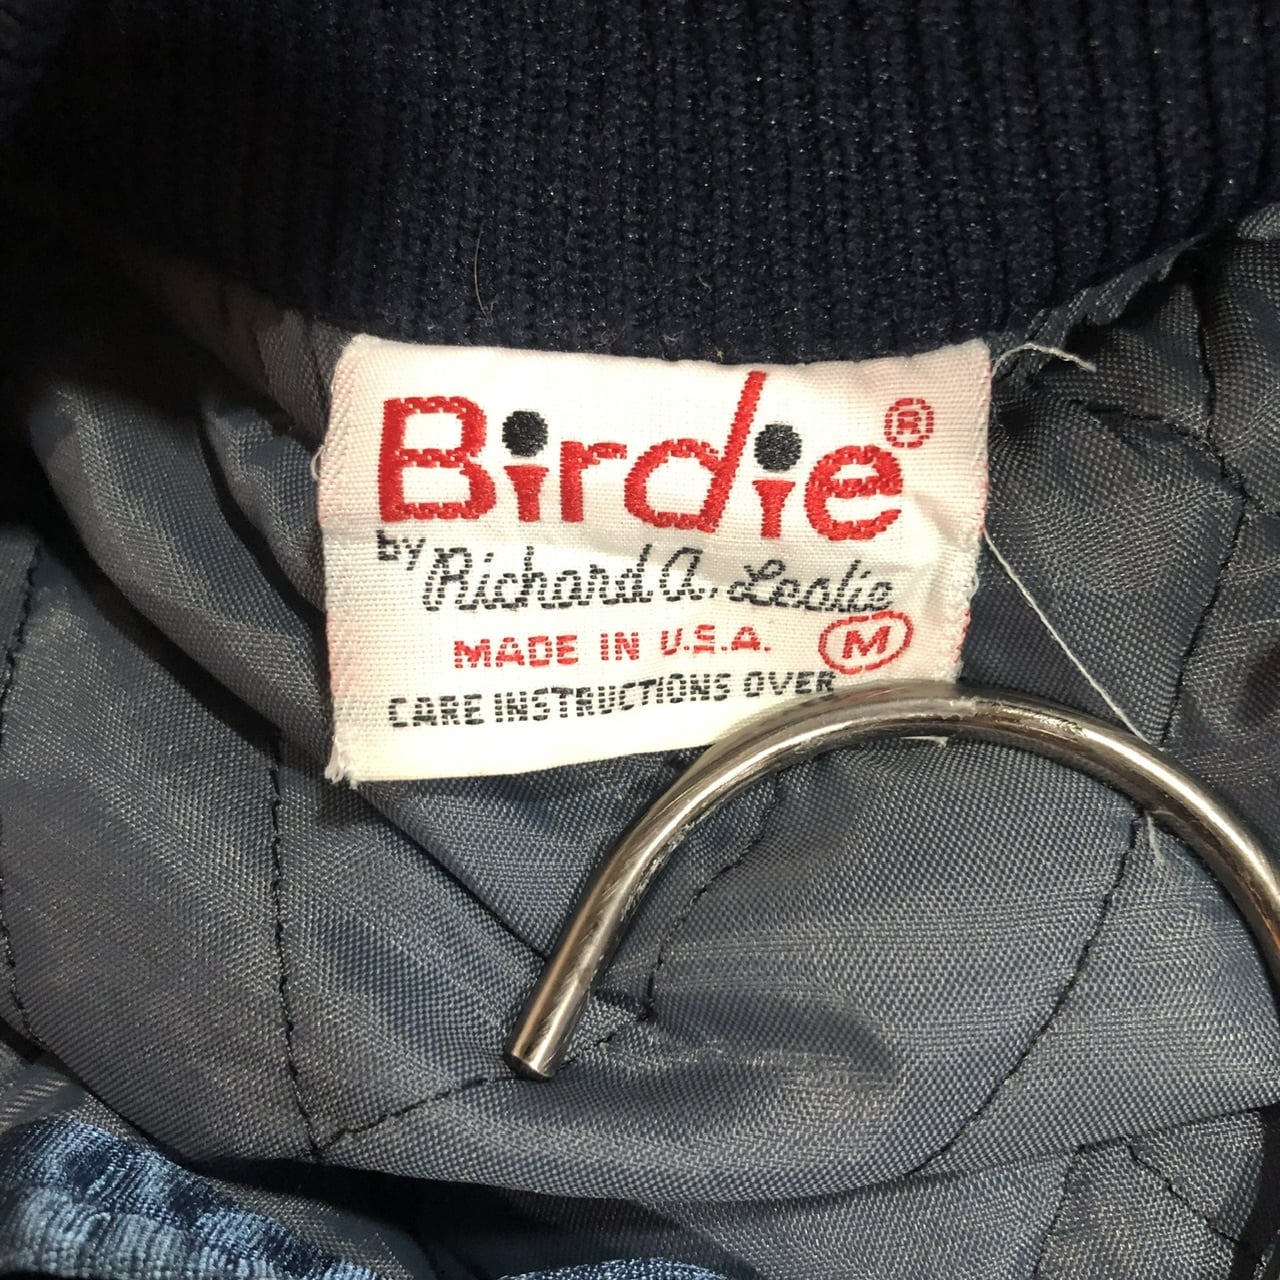 Birdie®
by Richard A. Leslie
MADE IN U.S.A. M
CARE INSTRUCTIONS OVER